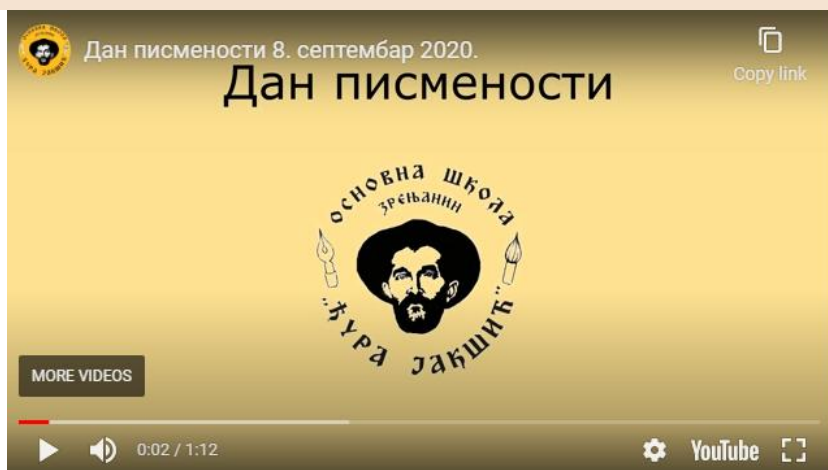 Дан писмености 8. септембар 2020.
Copy link
Дан писмености
ОСНОВНА ШКОЛА
ЗРЕЊАНИН
„ЂУРА ЈАКШИЋ”
MORE VIDEOS
0:02 / 1:12
YouTube